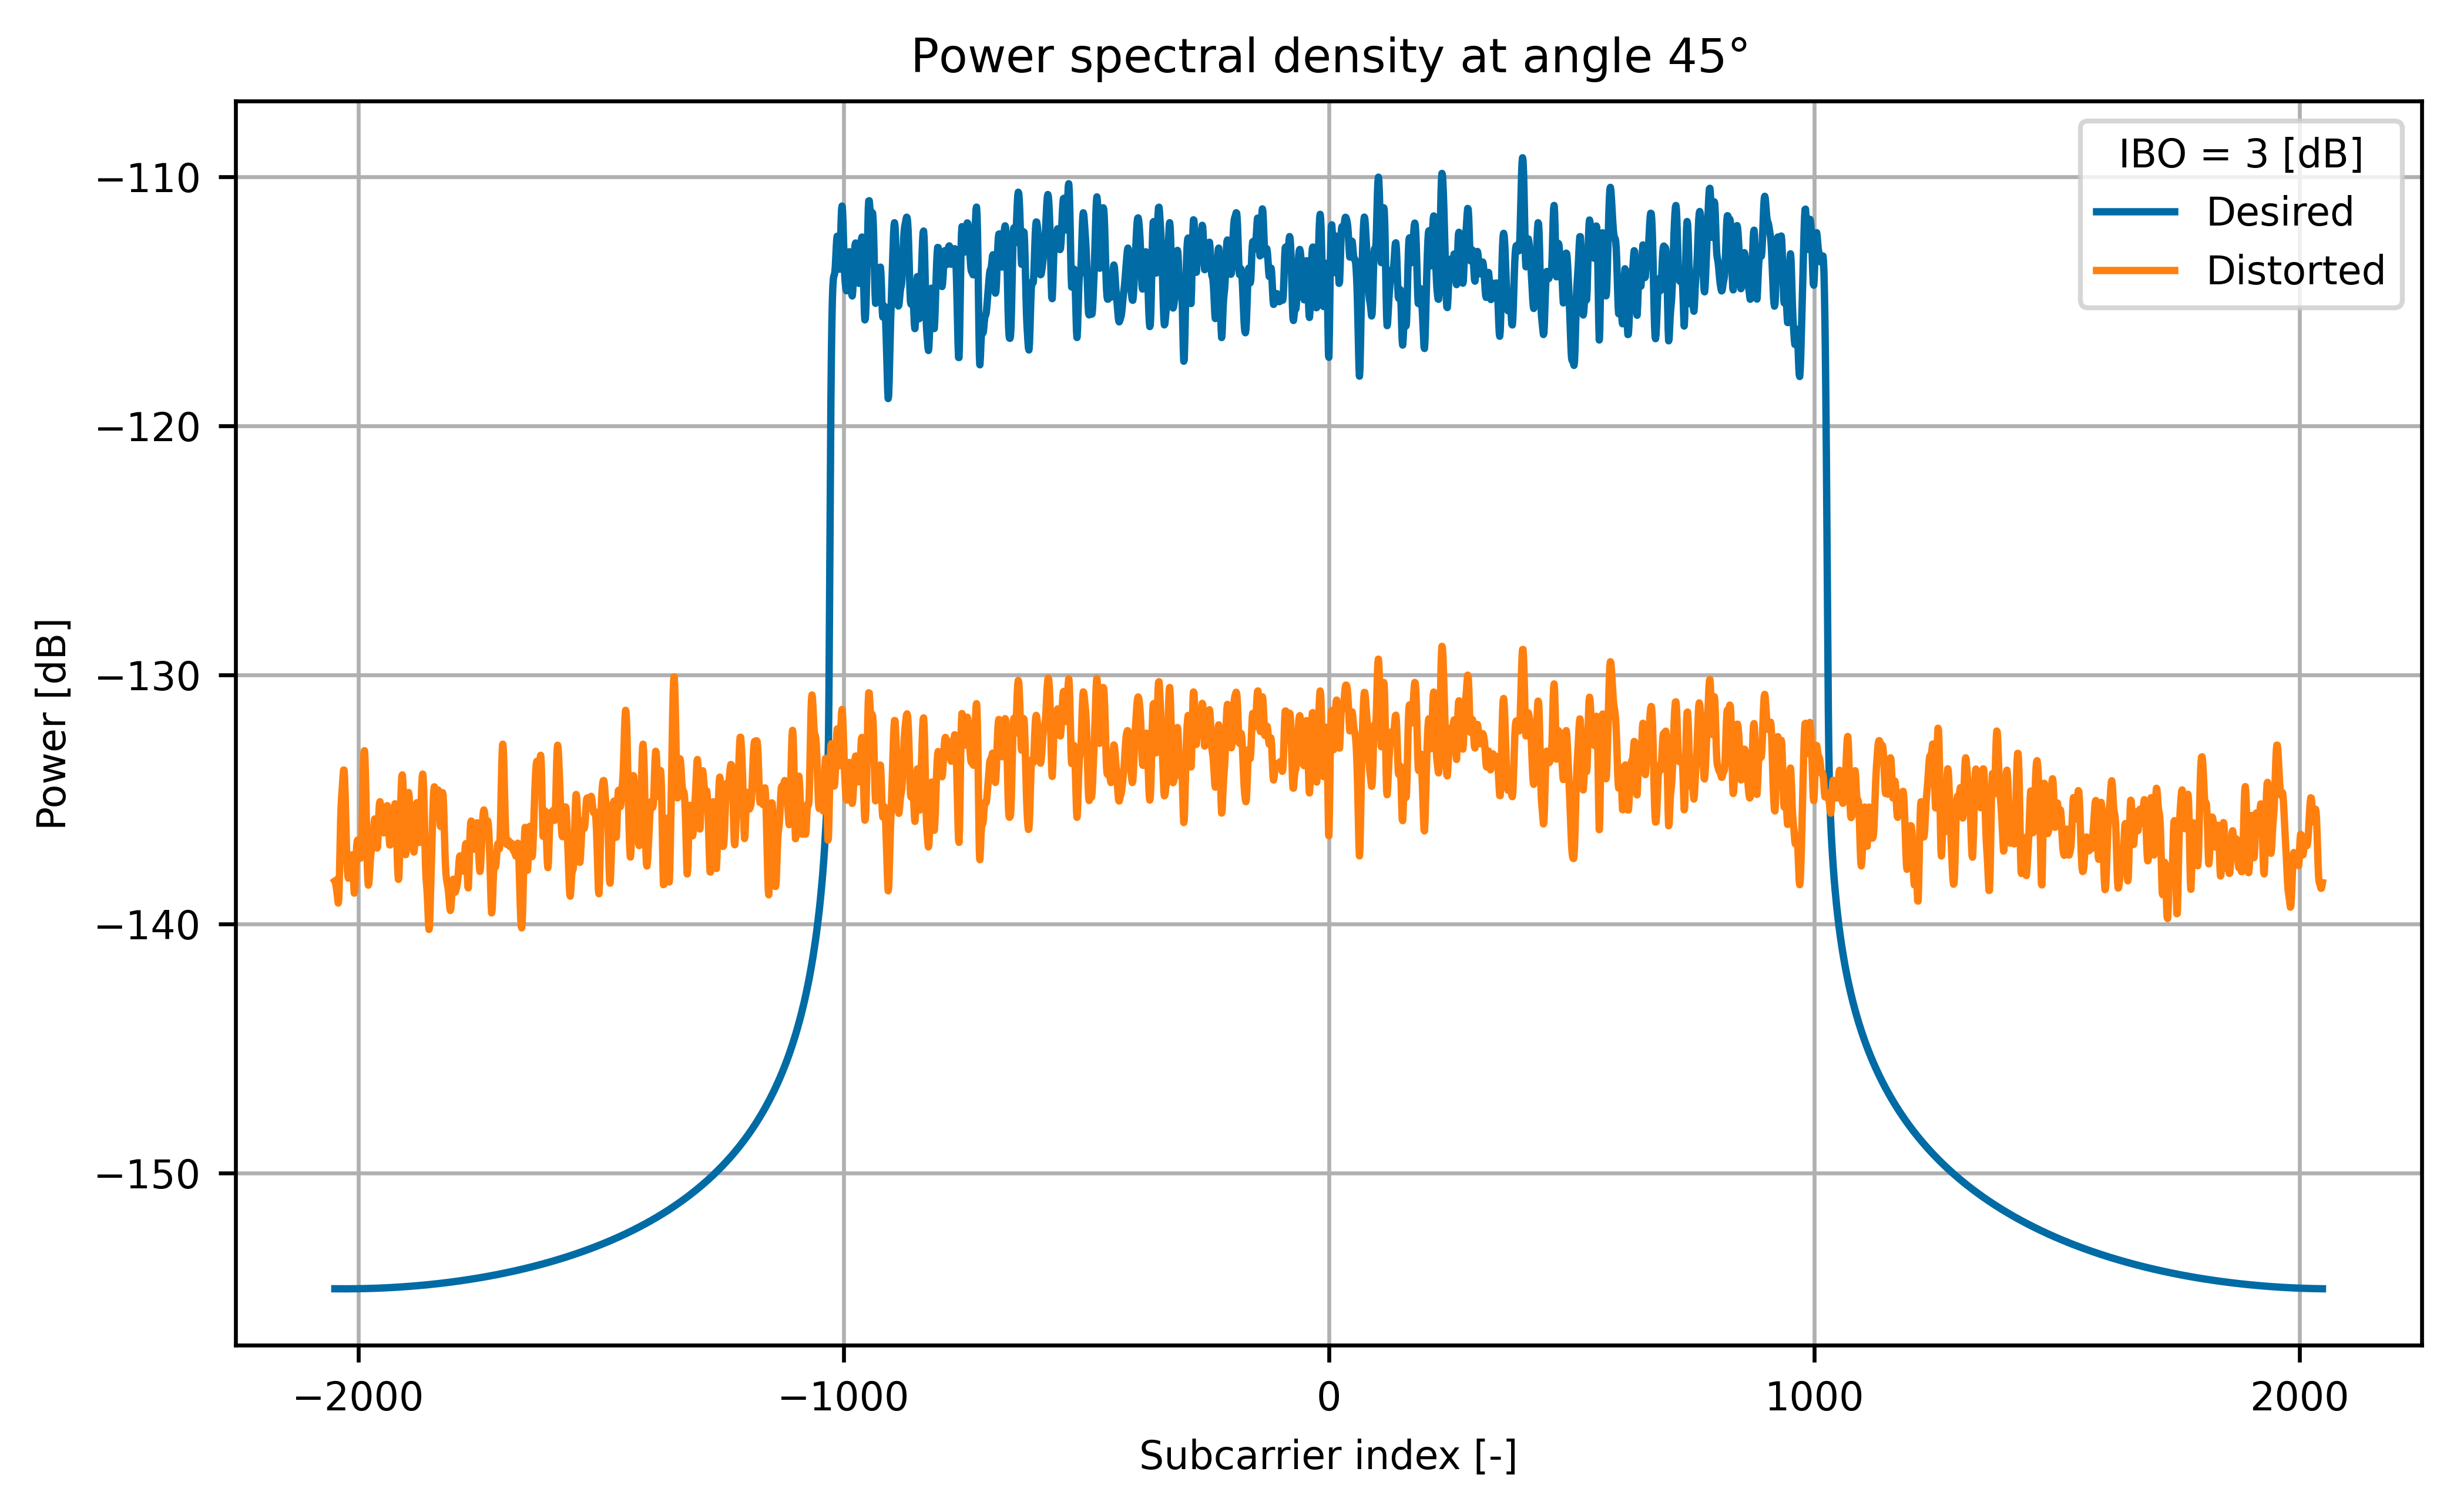 Power spectral density at angle 45°
IBO = 3 [dB]
Desired
Distorted
Power [dB]
−110
−120
−130
−140
−150
−2000
−1000
0
1000
2000
Subcarrier index [-]